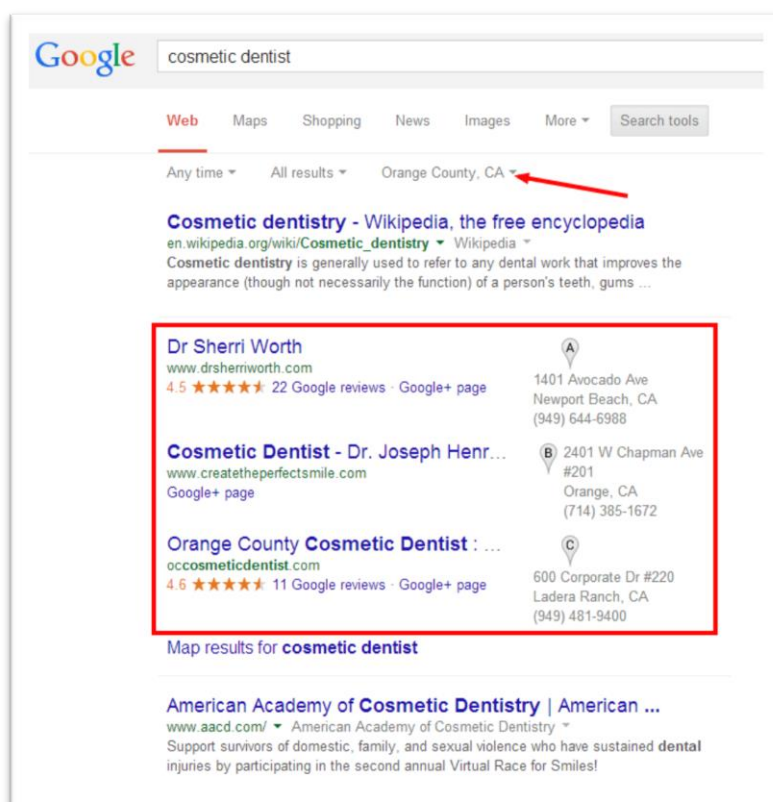 Google cosmetic dentist
Web Maps Shopping News Images More Search tools
Any time All results Orange County, CA
Cosmetic dentistry - Wikipedia, the free encyclopedia
en.wikipedia.org/wiki/Cosmetic_dentistry Wikipedia
Cosmetic dentistry is generally used to refer to any dental work that improves the
appearance (though not necessarily the function) of a person's teeth, gums ...
Dr Sherri Worth
www.drsherriworth.com
4.5 22 Google reviews · Google+ page
A
1401 Avocado Ave
Newport Beach, CA
(949) 644-6988
Cosmetic Dentist - Dr. Joseph Henr...
www.createtheperfectsmile.com
Google+ page
B 2401 W Chapman Ave
#201
Orange, CA
(714) 385-1672
Orange County Cosmetic Dentist : ...
occosmeticdentist.com
4.6 11 Google reviews · Google+ page
C
600 Corporate Dr #220
Ladera Ranch, CA
(949) 481-9400
Map results for cosmetic dentist
American Academy of Cosmetic Dentistry | American ...
www.aacd.com/ American Academy of Cosmetic Dentistry
Support survivors of domestic, family, and sexual violence who have sustained dental
injuries by participating in the second annual Virtual Race for Smiles!